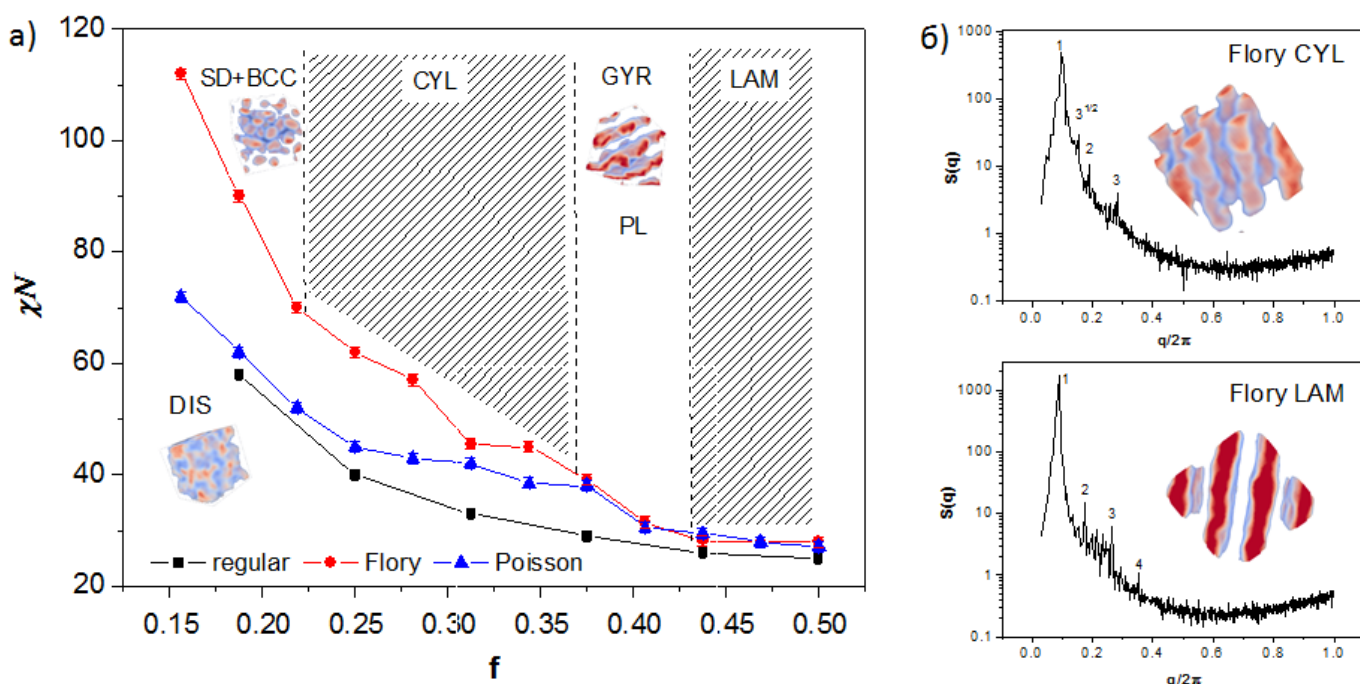 а)
120
100
80
60
40
20
χN
SD+BCC
CYL
GYR
LAM
PL
DIS
regular
Flory
Poisson
0.15 0.20 0.25 0.30 0.35 0.40 0.45 0.50
f
б)
Flory CYL
1000
100
10
1
0.1
S(q)
1
3^1/2
2
3
0.0 0.2 0.4 0.6 0.8 1.0
q/2π
Flory LAM
1000
100
10
1
0.1
S(q)
1
2
3
4
0.0 0.2 0.4 0.6 0.8 1.0
q/2π